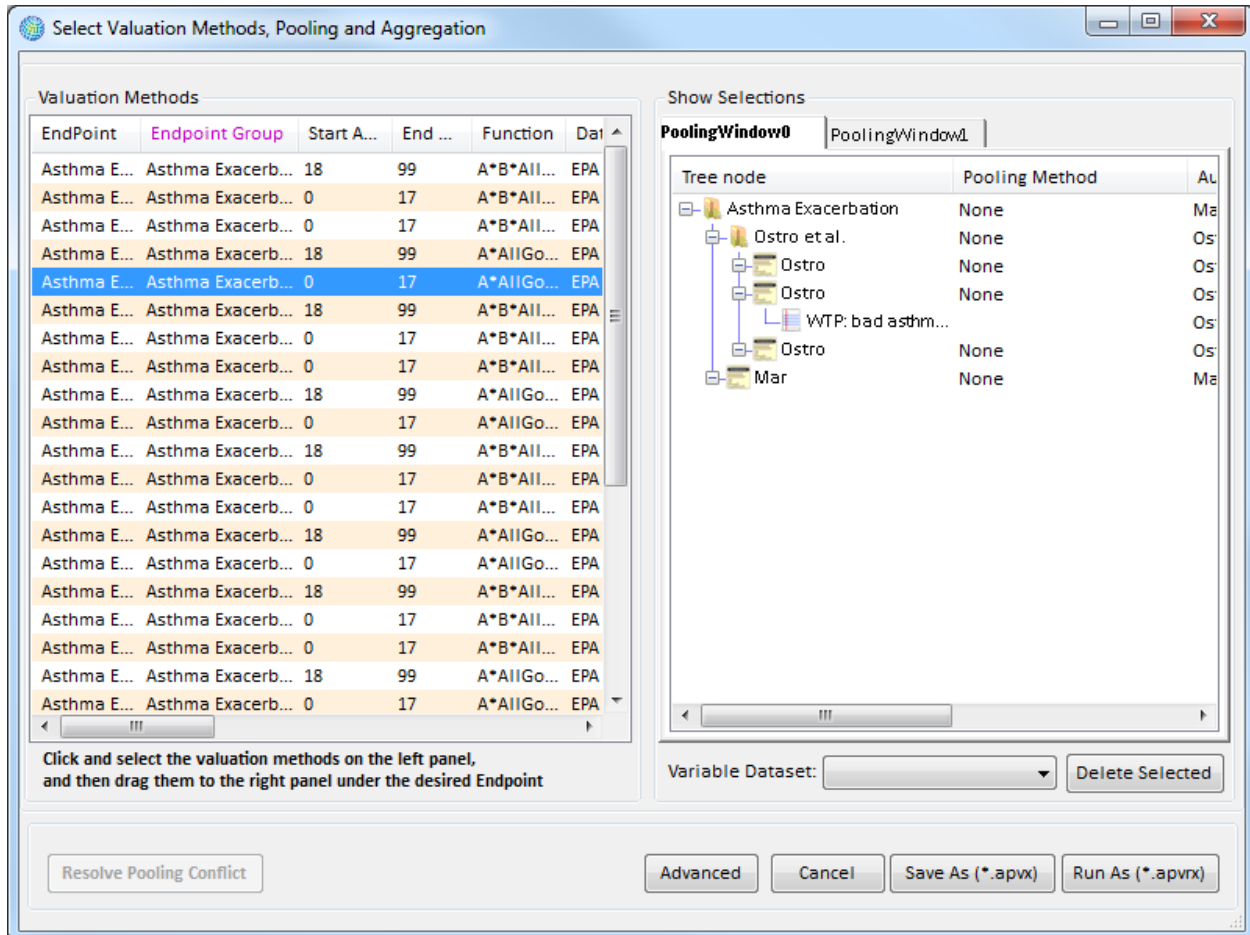 Select Valuation Methods, Pooling and Aggregation
Valuation Methods
EndPoint Endpoint Group Start A... End ... Function Dat
Asthma E... Asthma Exacerb... 18 99 A*B*All... EPA
Asthma E... Asthma Exacerb... 0 17 A*B*All... EPA
Asthma E... Asthma Exacerb... 0 17 A*B*All... EPA
Asthma E... Asthma Exacerb... 18 99 A*AllGo... EPA
Asthma E... Asthma Exacerb... 0 17 A*AllGo... EPA
Asthma E... Asthma Exacerb... 18 99 A*B*All... EPA
Asthma E... Asthma Exacerb... 0 17 A*B*All... EPA
Asthma E... Asthma Exacerb... 0 17 A*B*All... EPA
Asthma E... Asthma Exacerb... 18 99 A*AllGo... EPA
Asthma E... Asthma Exacerb... 0 17 A*AllGo... EPA
Asthma E... Asthma Exacerb... 18 99 A*B*All... EPA
Asthma E... Asthma Exacerb... 0 17 A*B*All... EPA
Asthma E... Asthma Exacerb... 0 17 A*B*All... EPA
Asthma E... Asthma Exacerb... 18 99 A*AllGo... EPA
Asthma E... Asthma Exacerb... 0 17 A*AllGo... EPA
Asthma E... Asthma Exacerb... 18 99 A*B*All... EPA
Asthma E... Asthma Exacerb... 0 17 A*B*All... EPA
Asthma E... Asthma Exacerb... 0 17 A*B*All... EPA
Asthma E... Asthma Exacerb... 18 99 A*AllGo... EPA
Asthma E... Asthma Exacerb... 0 17 A*AllGo... EPA
Click and select the valuation methods on the left panel,
and then drag them to the right panel under the desired Endpoint
Show Selections
PoolingWindow0 PoolingWindow1
Tree node Pooling Method Au
Asthma Exacerbation None Ma
Ostro et al. None Os
Ostro None Os
Ostro None Os
WTP: bad asthm... Os
Ostro None Os
Mar None Ma
Variable Dataset: Delete Selected
Resolve Pooling Conflict Advanced Cancel Save As (*.apvx) Run As (*.apvrx)